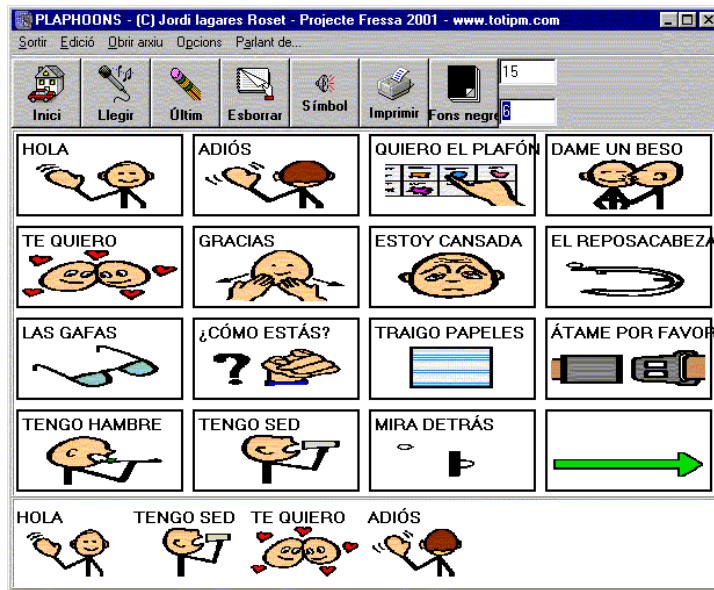 PLAPHOONS - (C) Jordi lagares Roset - Projecte Fressa 2001 - www.totipm.com
Sortir Edició Obrir arxiu Opcions Parlant de...
Inici Llegir Últim Esborrar Símbol Imprimir Fons negre 15
6
HOLA ADIÓS QUIERO EL PLAFÓN DAME UN BESO
TE QUIERO GRACIAS ESTOY CANSADA EL REPOSACABEZA
LAS GAFAS ¿CÓMO ESTÁS? TRAIGO PAPELES ÁTAME POR FAVOR
TENGO HAMBRE TENGO SED MIRA DETRÁS
HOLA TENGO SED TE QUIERO ADIÓS